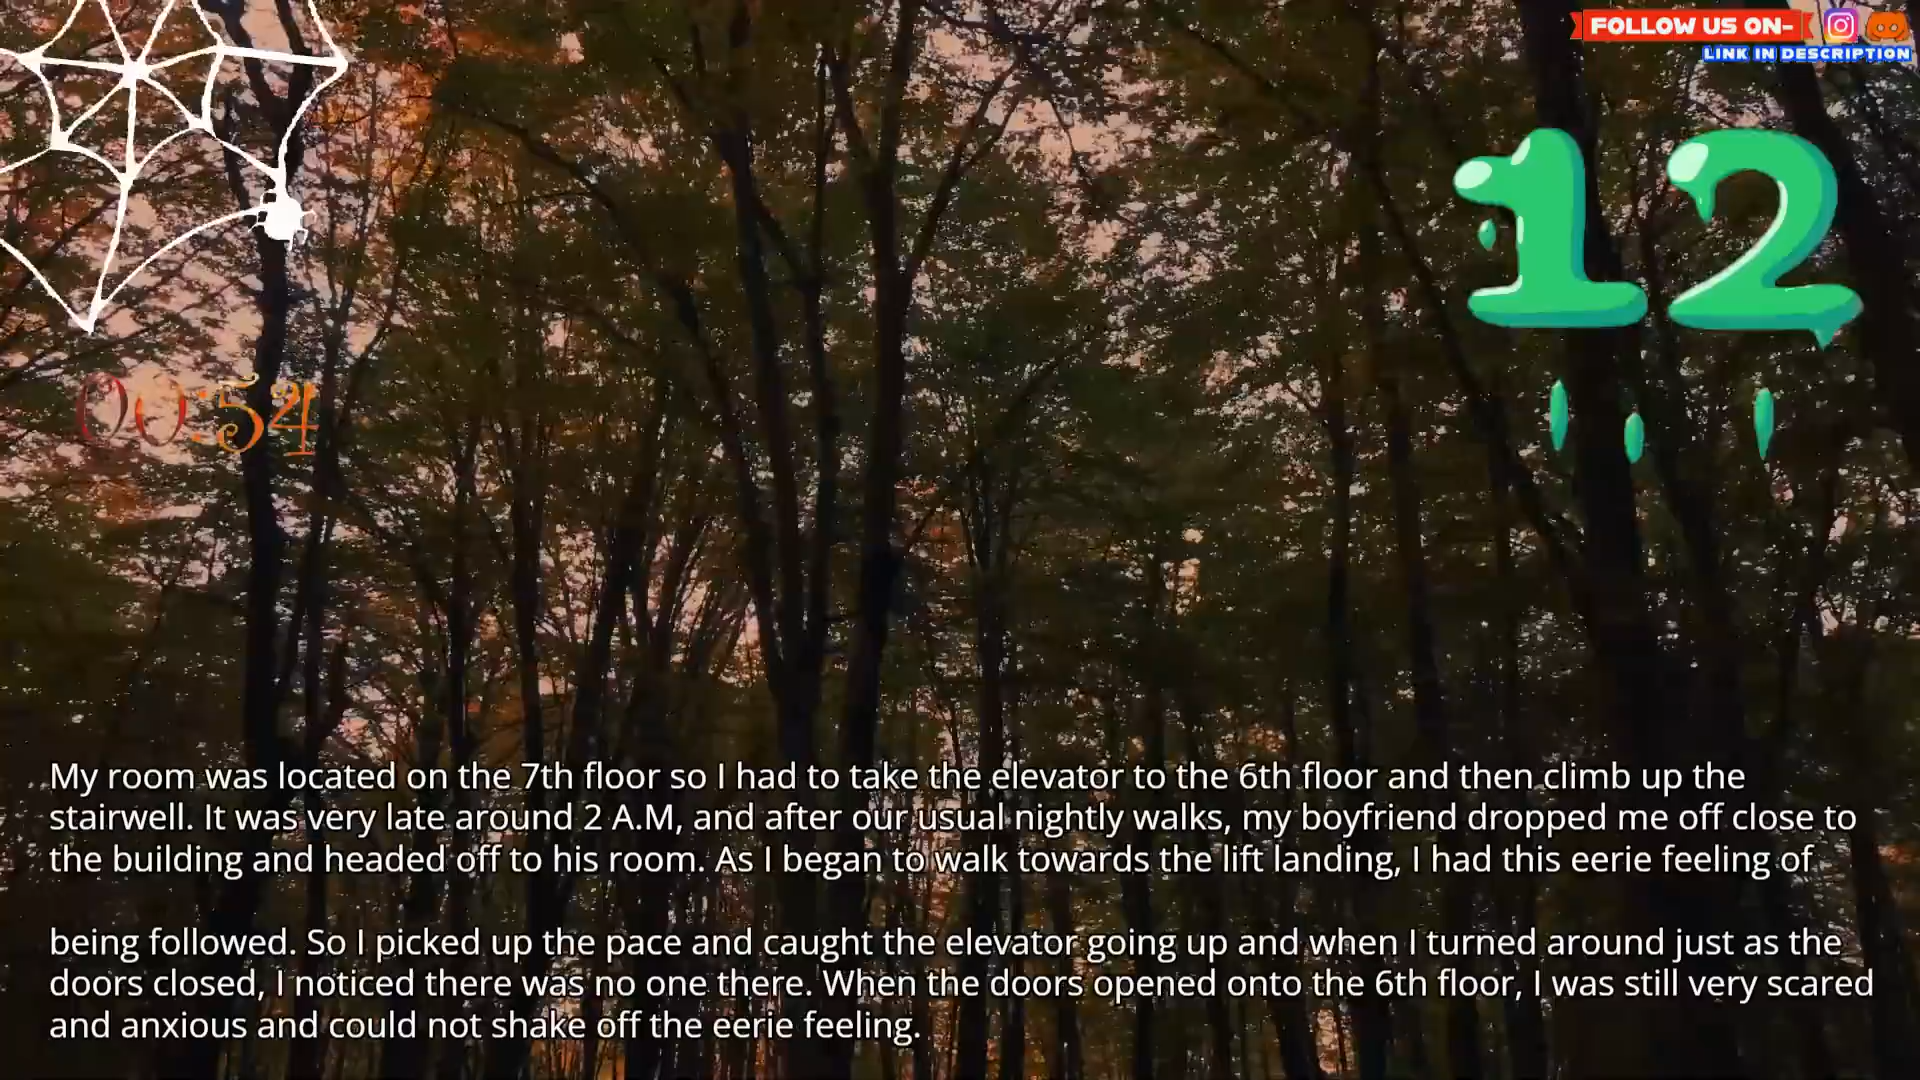 FOLLOW US ON-
LINK IN DESCRIPTION
12
00:54
My room was located on the 7th floor so I had to take the elevator to the 6th floor and then climb up the
stairwell. It was very late around 2 A.M, and after our usual nightly walks, my boyfriend dropped me off close to
the building and headed off to his room. As I began to walk towards the lift landing, I had this eerie feeling of
being followed. So I picked up the pace and caught the elevator going up and when I turned around just as the
doors closed, I noticed there was no one there. When the doors opened onto the 6th floor, I was still very scared
and anxious and could not shake off the eerie feeling.